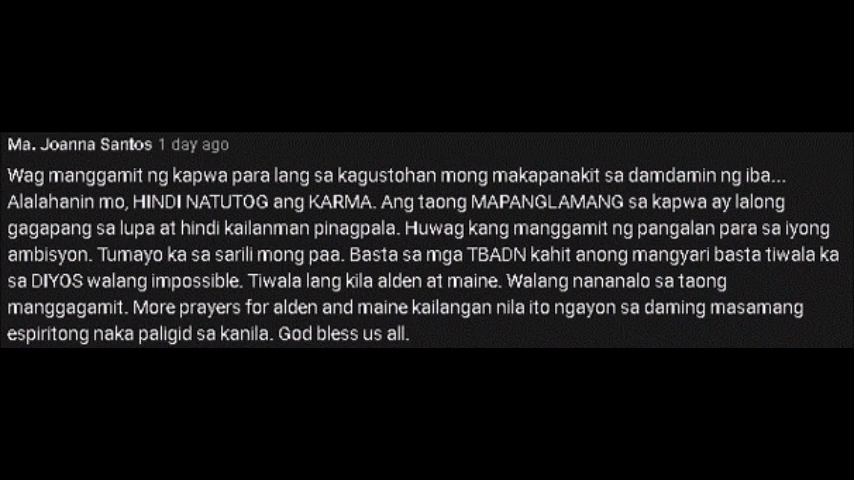 Ma. Joanna Santos 1 day ago
Wag manggamit ng kapwa para lang sa kagustohan mong makapanakit sa damdamin ng iba...
Alalahanin mo, HINDI NATUTOG ang KARMA. Ang taong MAPANGLAMANG sa kapwa ay lalong
gagapang sa lupa at hindi kailanman pinagpala. Huwag kang manggamit ng pangalan para sa iyong
ambisyon. Tumayo ka sa sarili mong paa. Basta sa mga TBADN kahit anong mangyari basta tiwala ka
sa DIYOS walang impossible. Tiwala lang kila alden at maine. Walang nananalo sa taong
manggagamit. More prayers for alden and maine kailangan nila ito ngayon sa daming masamang
espiritong naka paligid sa kanila. God bless us all.